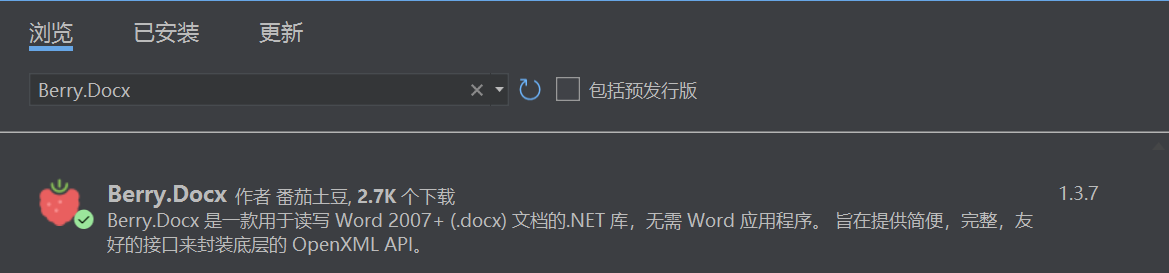 浏览 已安装 更新
Berry.Docx 包括预发行版
Berry.Docx 作者 番茄土豆, 2.7K 个下载 1.3.7
Berry.Docx 是一款用于读写 Word 2007+ (.docx) 文档的.NET 库，无需 Word 应用程序。 旨在提供简便，完整，友
好的接口来封装底层的 OpenXML API。